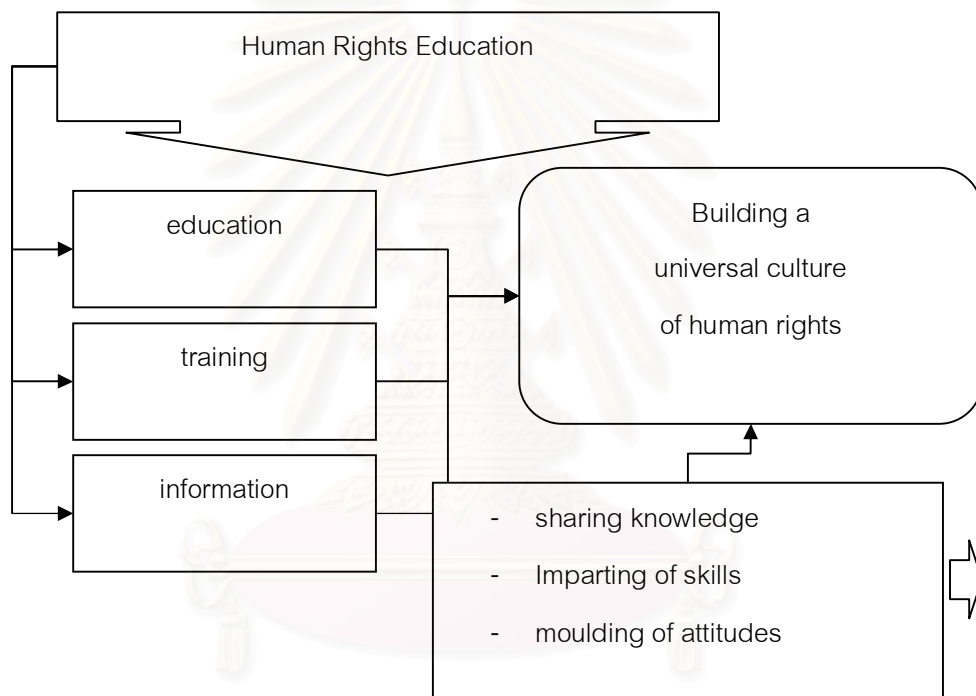 Human Rights Education
education
training
information
Building a
universal culture
of human rights
- sharing knowledge
- Imparting of skills
- moulding of attitudes